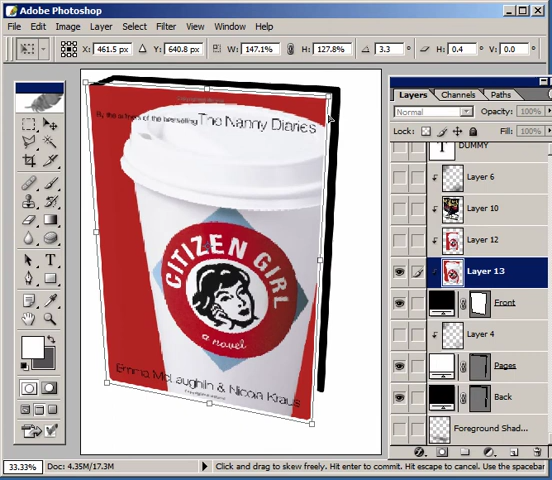 Adobe Photoshop
File Edit Image Layer Select Filter View Window Help
X: 461.5 px Y: 640.8 px W: 147.1% H: 127.8% 3.3 ° H: 0.4 ° V: 0.0 °
Layers Channels Paths
Normal Opacity: 100%
Lock: Fill: 100%
T DUMMY
Layer 6
Layer 10
Layer 12
Layer 13
Front
Layer 4
Pages
Back
Foreground Shad...
By the authors of the bestselling The Nanny Diaries
CITIZEN GIRL
a novel
Emma McLaughlin & Nicola Kraus
33.33% Doc: 4.35M/17.3M Click and drag to skew freely. Hit enter to commit. Hit escape to cancel. Use the spacebar